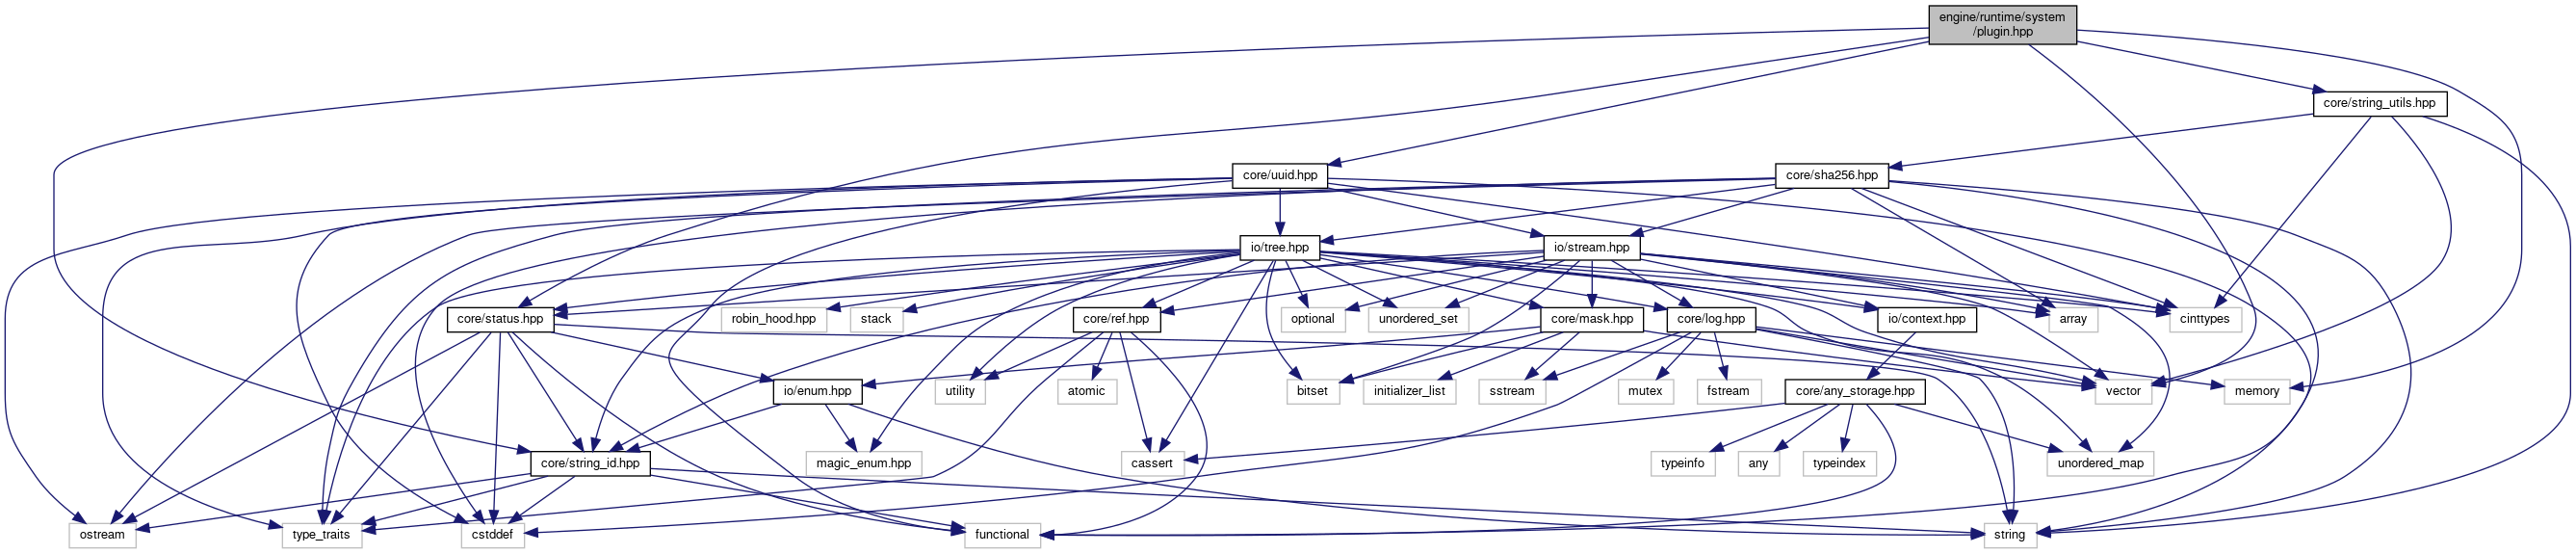 engine/runtime/system
/plugin.hpp
core/string_utils.hpp
core/uuid.hpp
core/sha256.hpp
io/tree.hpp
io/stream.hpp
core/status.hpp
robin_hood.hpp
stack
core/ref.hpp
optional
unordered_set
core/mask.hpp
core/log.hpp
io/context.hpp
array
cinttypes
io/enum.hpp
utility
atomic
bitset
initializer_list
sstream
mutex
fstream
core/any_storage.hpp
vector
memory
core/string_id.hpp
magic_enum.hpp
cassert
typeinfo
any
typeindex
unordered_map
ostream
type_traits
cstddef
functional
string